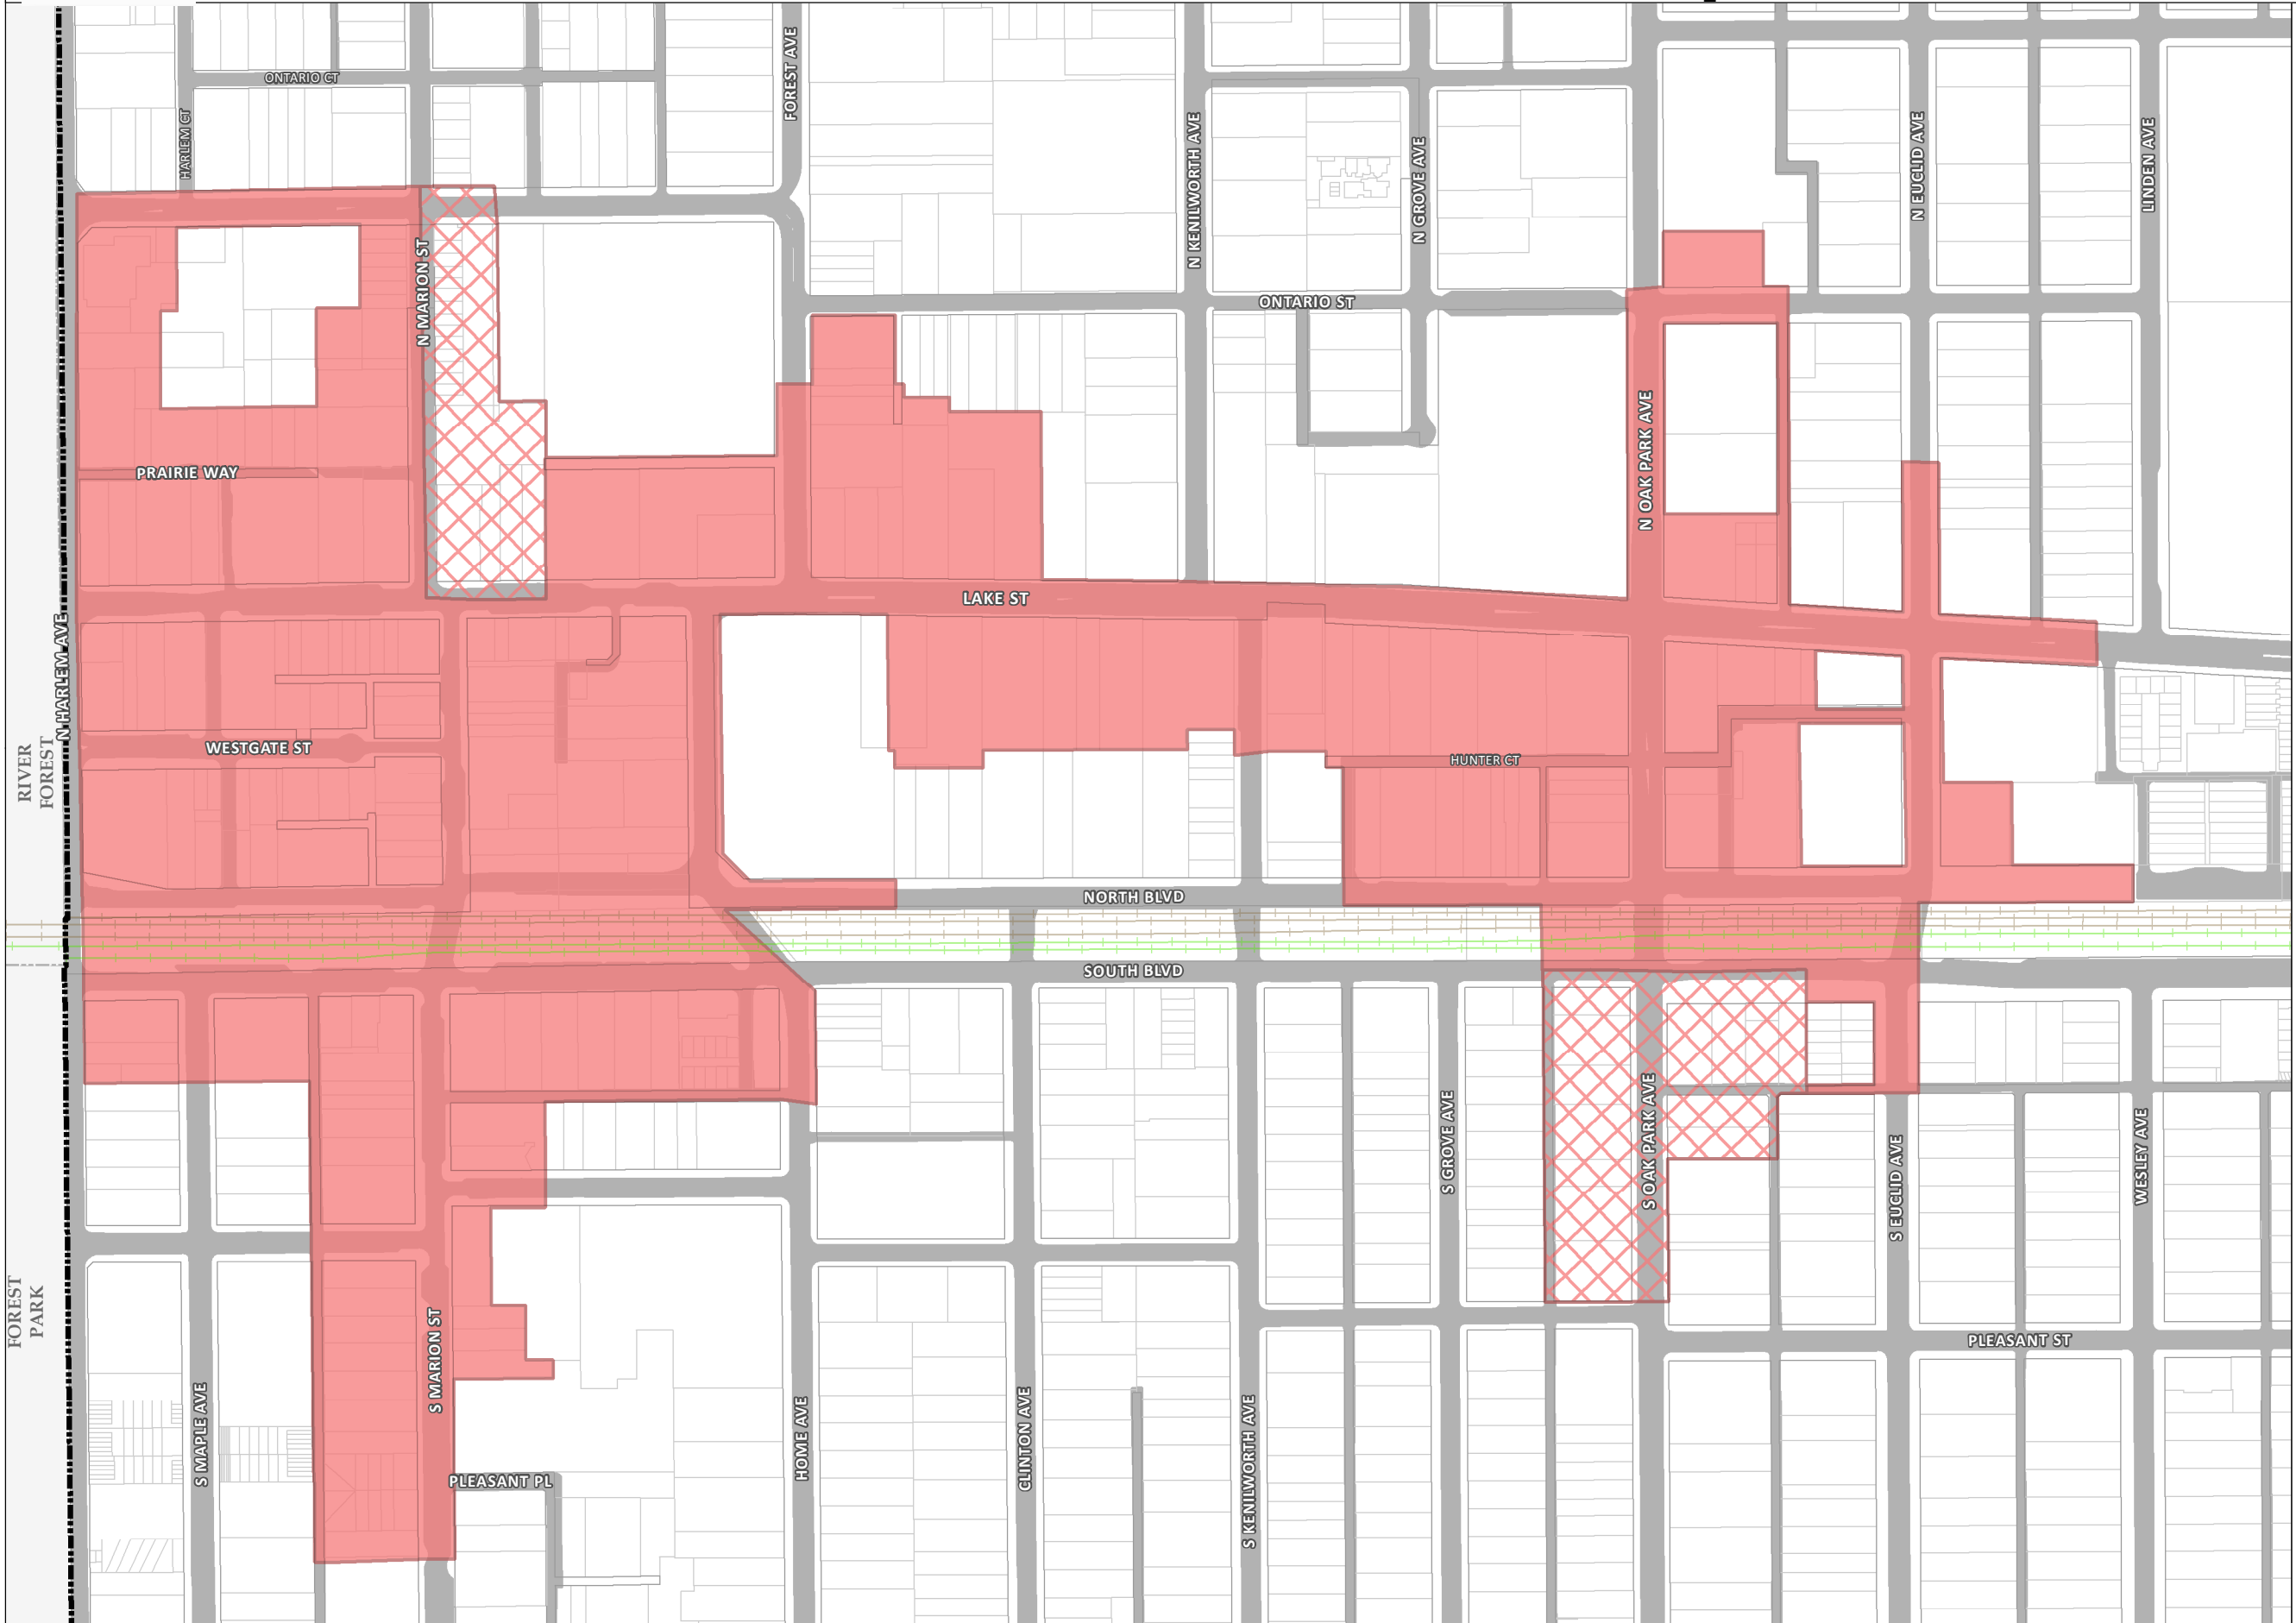 ONTARIO CT
HARLEM CT
FOREST AVE
N KENILWORTH AVE
N GROVE AVE
N EUCLID AVE
LINDEN AVE
N MARION ST
ONTARIO ST
PRAIRIE WAY
N OAK PARK AVE
LAKE ST
N HARLEM AVE
WESTGATE ST
RIVER
FOREST
HUNTER CT
NORTH BLVD
SOUTH BLVD
S GROVE AVE
S OAK PARK AVE
S EUCLID AVE
WESLEY AVE
FOREST
PARK
S MARION ST
PLEASANT ST
S MAPLE AVE
PLEASANT PL
HOME AVE
CLINTON AVE
S KENILWORTH AVE